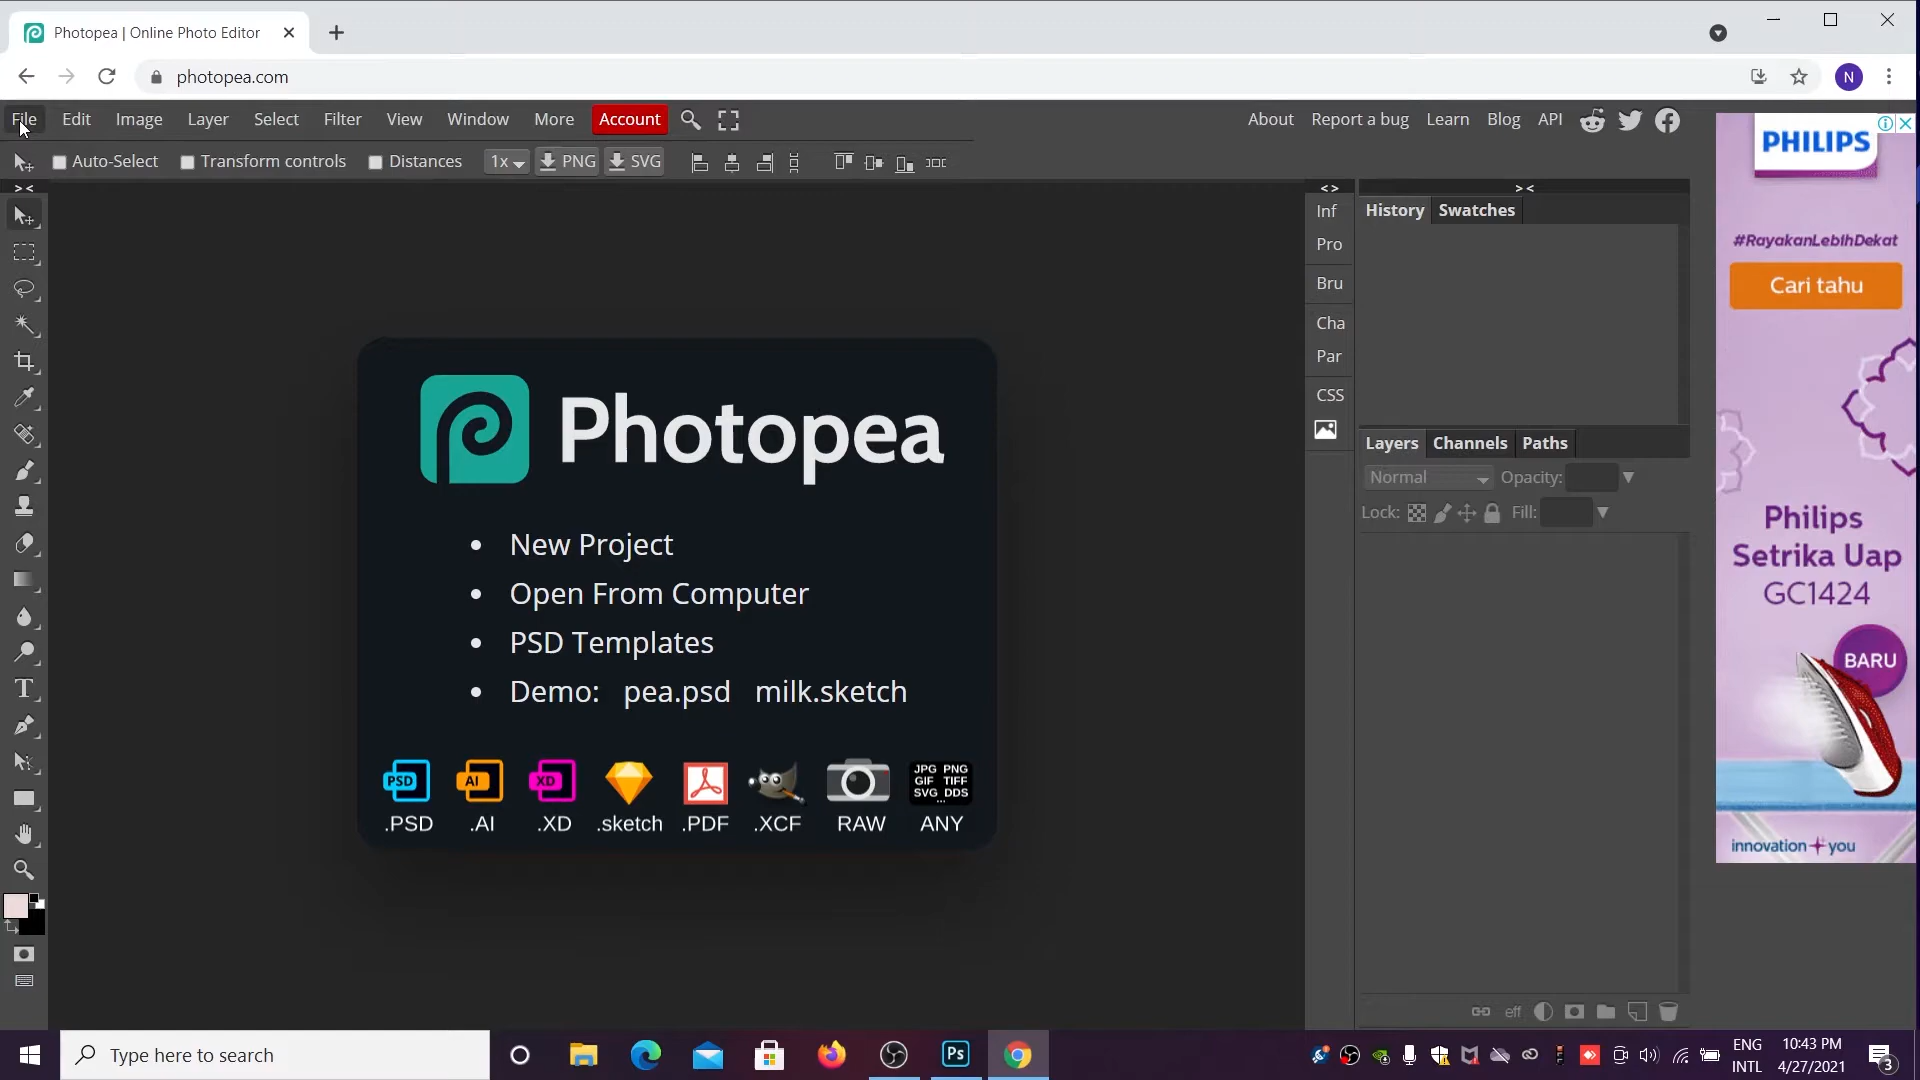 Photopea | Online Photo Editor
photopea.com
N
File Edit Image Layer Select Filter View Window More Account
About Report a bug Learn Blog API
Auto-Select Transform controls Distances 1x PNG SVG
> <
< >
> <
Inf
Pro
Bru
Cha
Par
CSS
History Swatches
Layers Channels Paths
Normal Opacity:
Lock: Fill:
eff
Photopea
• New Project
• Open From Computer
• PSD Templates
• Demo: pea.psd milk.sketch
PSD
AI
XD
JPG PNG
GIF TIFF
SVG DDS
...
.PSD .AI .XD .sketch .PDF .XCF RAW ANY
PHILIPS
#RayakanLebihDekat
Cari tahu
Philips
Setrika Uap
GC1424
BARU
innovation + you
Type here to search
Ps
ENG
INTL
10:43 PM
4/27/2021
3